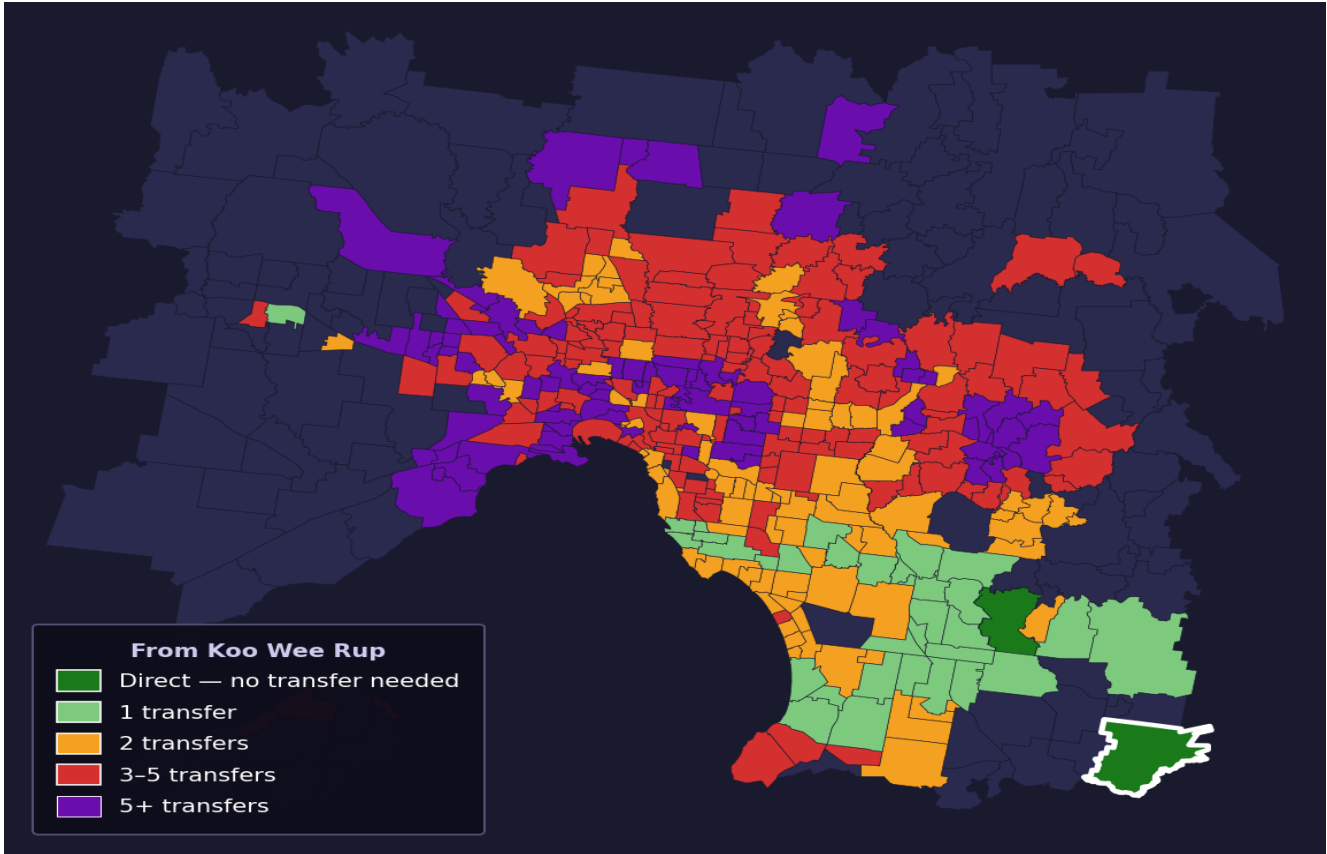 From Koo Wee Rup
Direct — no transfer needed
1 transfer
2 transfers
3–5 transfers
5+ transfers